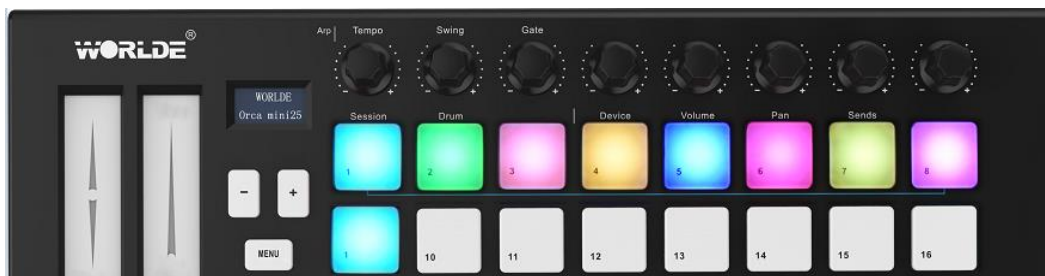 WORLDE®
Arp Tempo Swing Gate
WORLDE
Orca mini25
Session Drum Device Volume Pan Sends
1 2 3 4 5 6 7 8
- +
MENU
1 10 11 12 13 14 15 16